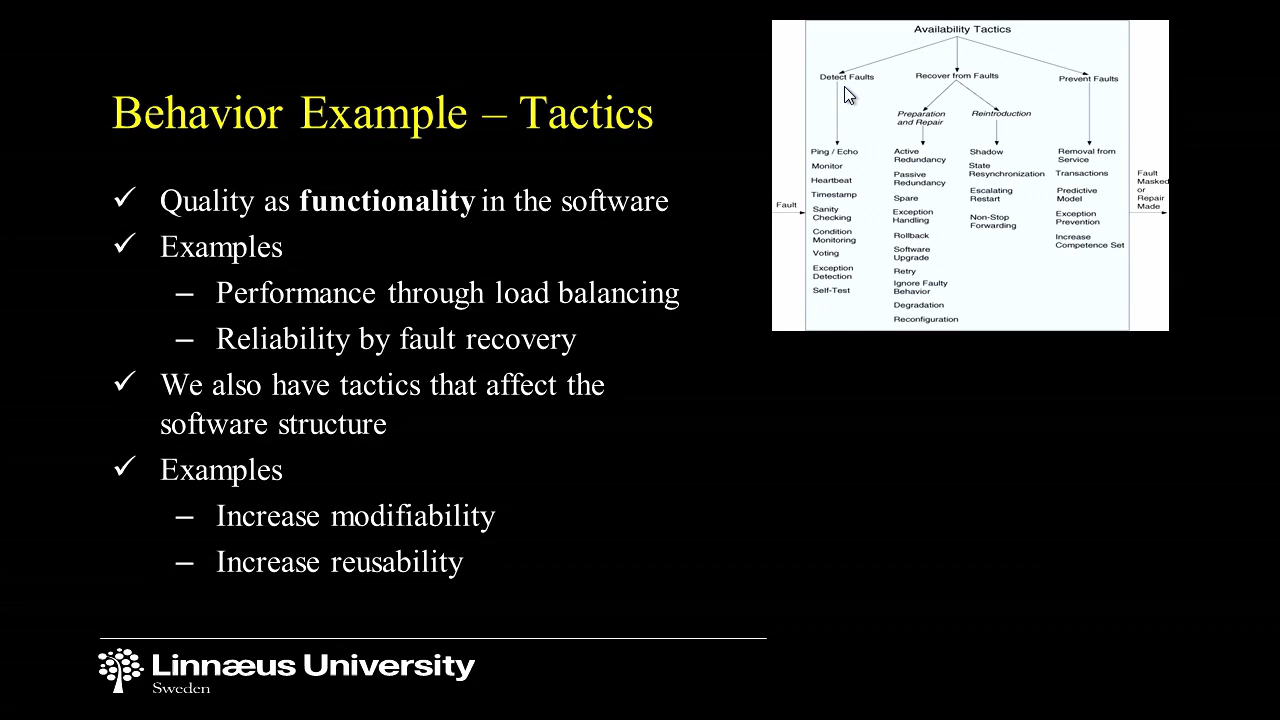 Behavior Example – Tactics
✓ Quality as functionality in the software
✓ Examples
– Performance through load balancing
– Reliability by fault recovery
✓ We also have tactics that affect the
software structure
✓ Examples
– Increase modifiability
– Increase reusability
Availability Tactics
Detect Faults
Recover from Faults
Prevent Faults
Preparation
and Repair
Reintroduction
Fault
Ping / Echo
Monitor
Heartbeat
Timestamp
Sanity
Checking
Condition
Monitoring
Voting
Exception
Detection
Self-Test
Active
Redundancy
Passive
Redundancy
Spare
Exception
Handling
Rollback
Software
Upgrade
Retry
Ignore Faulty
Behavior
Degradation
Reconfiguration
Shadow
State
Resynchronization
Escalating
Restart
Non-Stop
Forwarding
Removal from
Service
Transactions
Predictive
Model
Exception
Prevention
Increase
Competence Set
Fault
Masked
or
Repair
Made
Linnæus University
Sweden